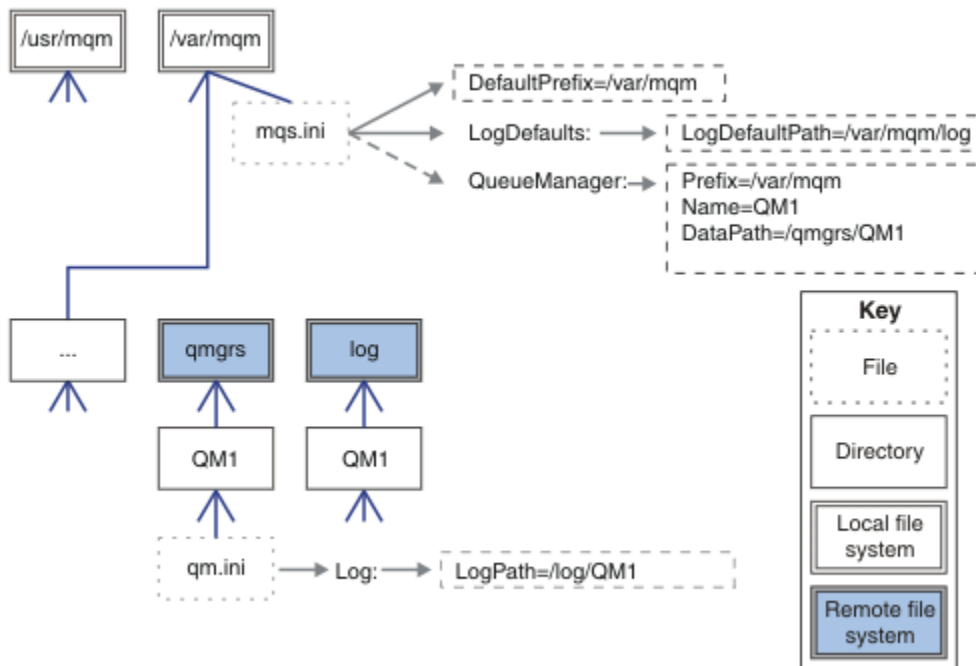 /usr/mqm
/var/mqm
mqs.ini
DefaultPrefix=/var/mqm
LogDefaults:
LogDefaultPath=/var/mqm/log
QueueManager:
Prefix=/var/mqm
Name=QM1
DataPath=/qmgrs/QM1
...
qmgrs
log
QM1
QM1
qm.ini
Log:
LogPath=/log/QM1
Key
File
Directory
Local file
system
Remote file
system